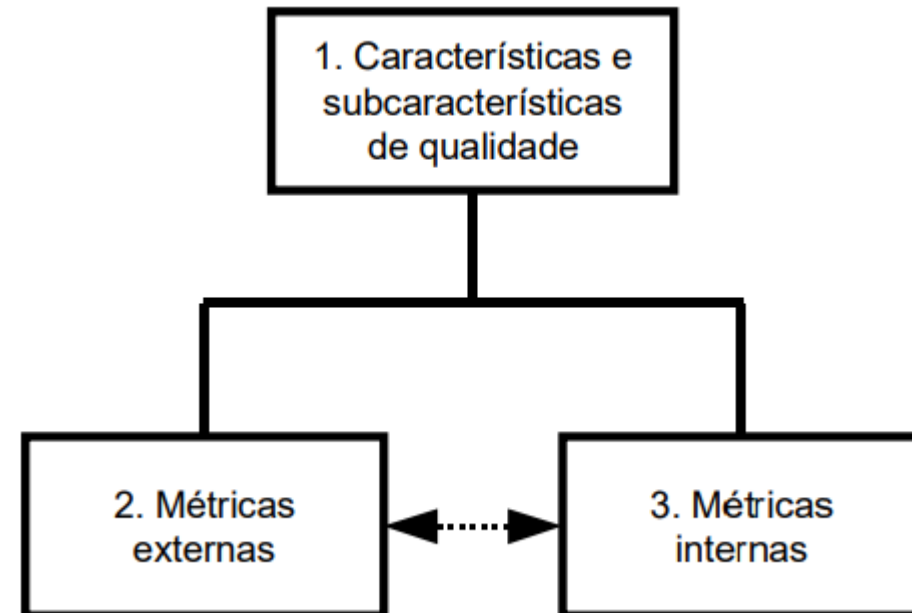 1. Características e
subcaracterísticas
de qualidade
2. Métricas
externas
3. Métricas
internas